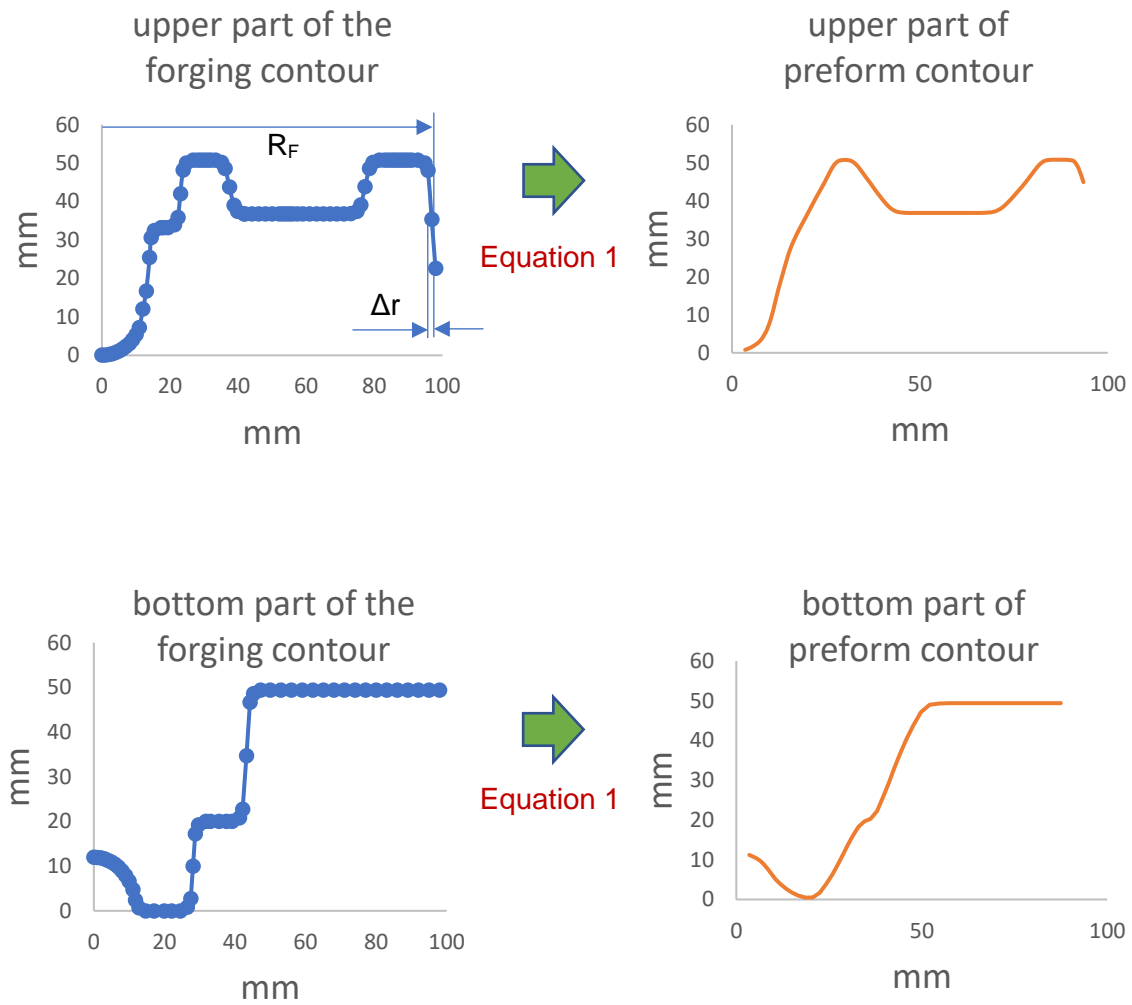 upper part of the
forging contour
60
50
40
30
20
10
0
mm
R_F
Δr
0 20 40 60 80 100
mm
Equation 1
upper part of
preform contour
60
50
40
30
20
10
0
mm
0 50 100
mm
bottom part of the
forging contour
60
50
40
30
20
10
0
mm
0 20 40 60 80 100
mm
Equation 1
bottom part of
preform contour
60
50
40
30
20
10
0
mm
0 50 100
mm